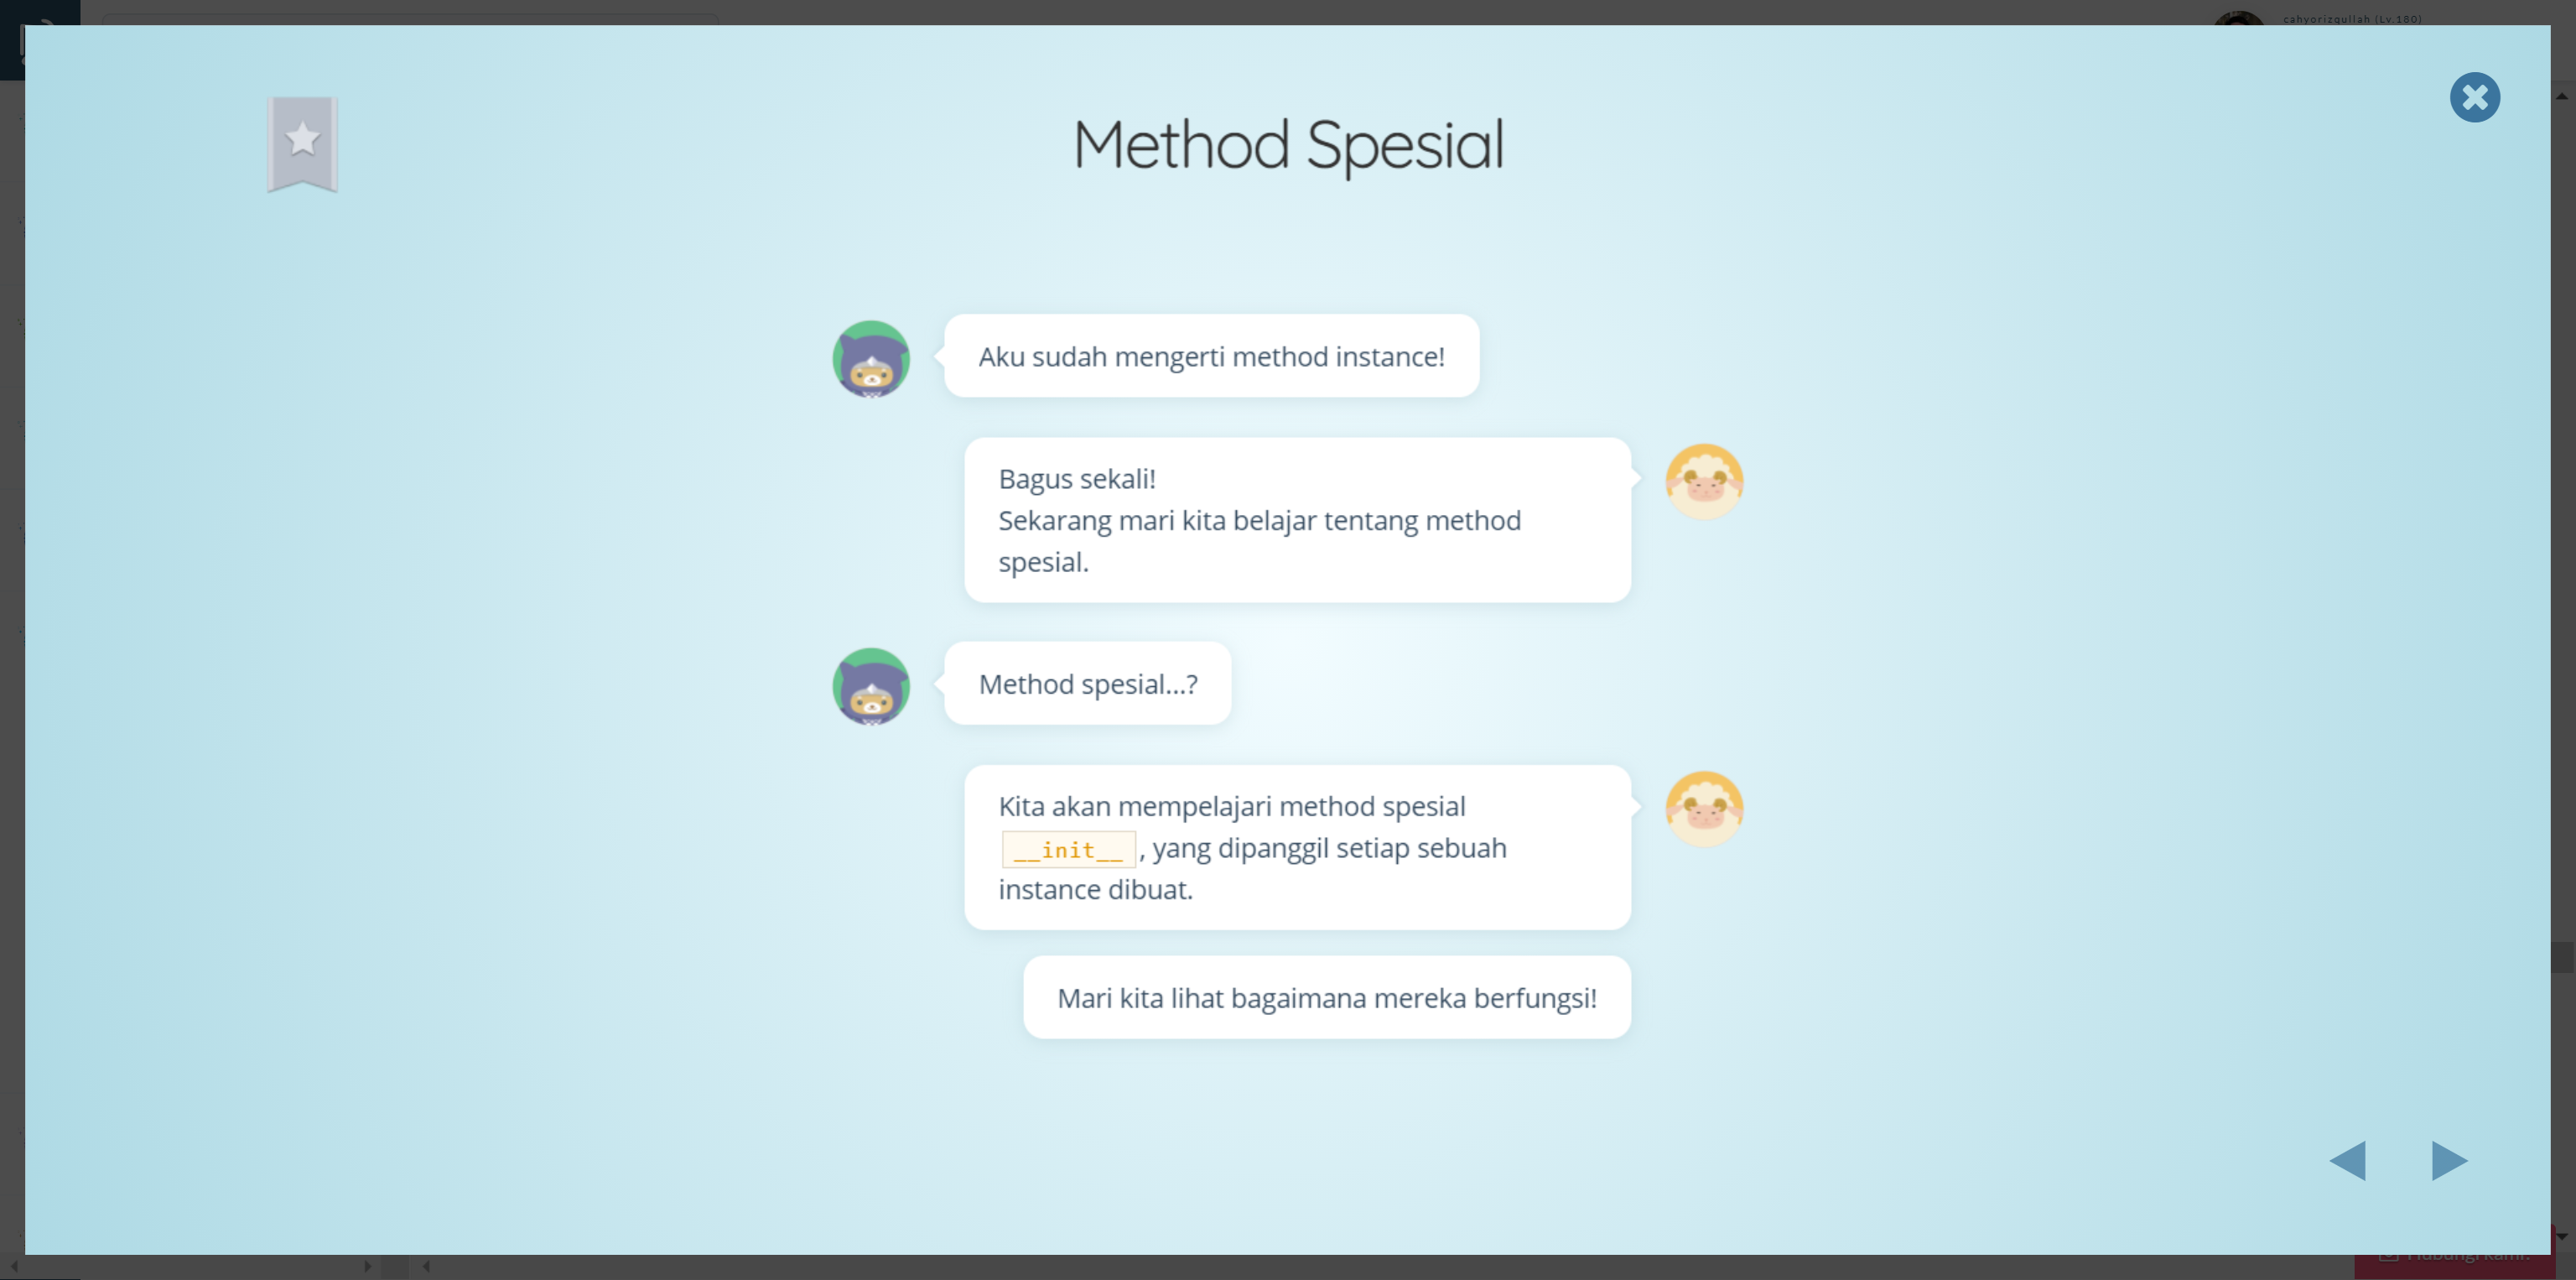 cahyorizqullah (Lv.180)
Method Spesial
Aku sudah mengerti method instance!
Bagus sekali!
Sekarang mari kita belajar tentang method
spesial.
Method spesial...?
Kita akan mempelajari method spesial
__init__ , yang dipanggil setiap sebuah
instance dibuat.
Mari kita lihat bagaimana mereka berfungsi!
Hubungi kami!